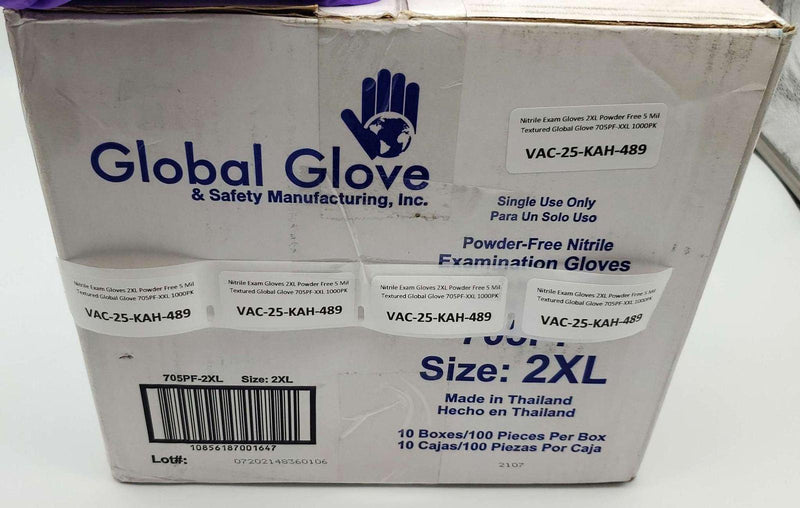 Global Glove
& Safety Manufacturing, Inc.
Nitrile Exam Gloves 2XL Powder Free 5 Mil
Textured Global Glove 705PF-XXL 1000PK
VAC-25-KAH-489
Single Use Only
Para Un Solo Uso
Powder-Free Nitrile
Examination Gloves
Nitrile Exam Gloves 2XL Powder Free 5 Mil
Textured Global Glove 705PF-XXL 1000PK
VAC-25-KAH-489
Nitrile Exam Gloves 2XL Powder Free 5 Mil
Textured Global Glove 705PF-XXL 1000PK
VAC-25-KAH-489
Nitrile Exam Gloves 2XL Powder Free 5 Mil
Textured Global Glove 705PF-XXL 1000PK
VAC-25-KAH-489
Nitrile Exam Gloves 2XL Powder Free 5 Mil
Textured Global Glove 705PF-XXL 1000PK
VAC-25-KAH-489
705PF
Size: 2XL
Made in Thailand
Hecho en Thailand
10 Boxes/100 Pieces Per Box
10 Cajas/100 Piezas Por Caja
2107
705PF-2XL Size: 2XL
10856187001647
Lot#: 07202148360106